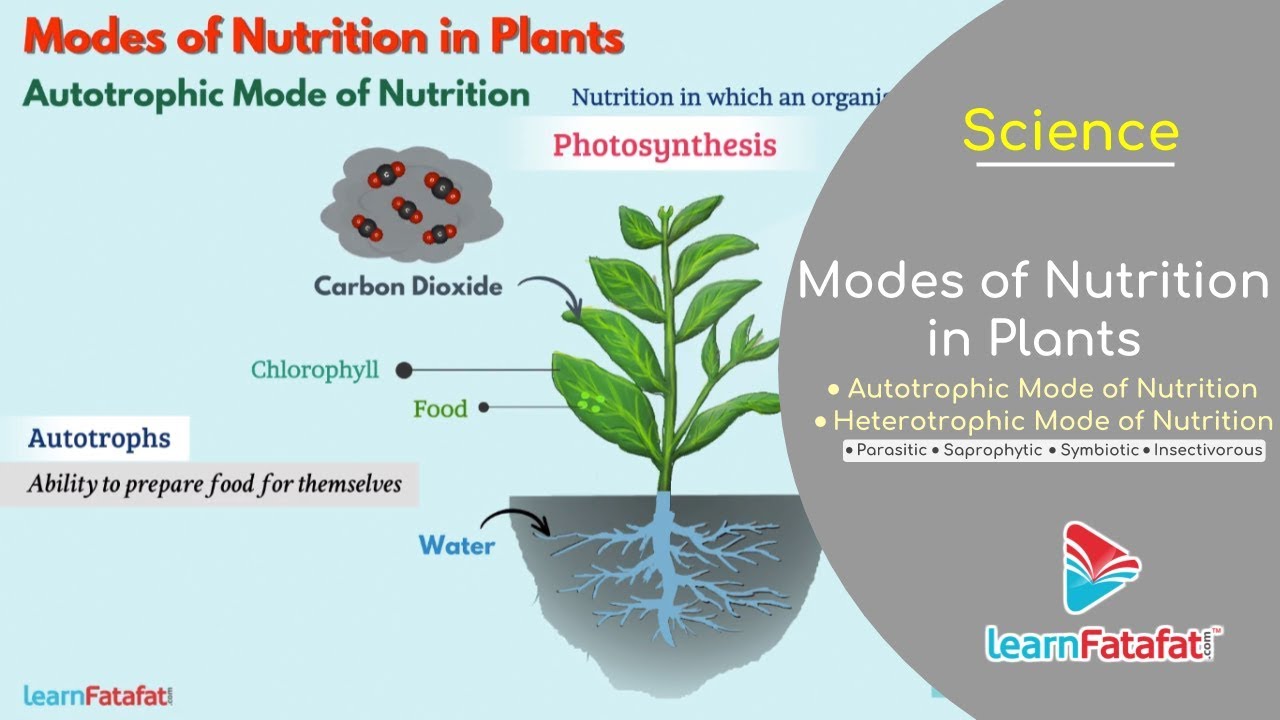 Modes of Nutrition in Plants
Autotrophic Mode of Nutrition
Nutrition in which an
Photosynthesis
Carbon Dioxide
Chlorophyll
Food
Autotrophs
Ability to prepare food for themselves
Water
learnFatafat.com
Science
Modes of Nutrition
in Plants
• Autotrophic Mode of Nutrition
• Heterotrophic Mode of Nutrition
• Parasitic • Saprophytic • Symbiotic • Insectivorous
learnFatafat.com™